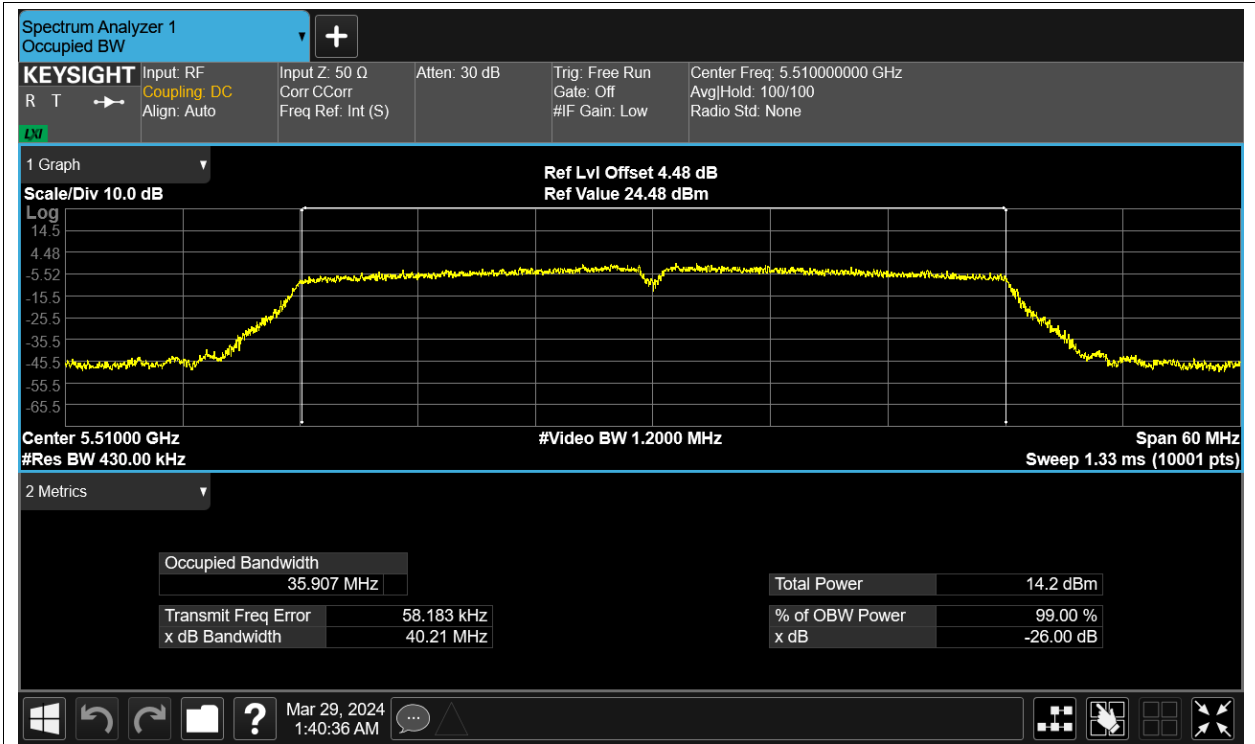 Spectrum Analyzer 1
Occupied BW
▼
+
KEYSIGHT
R T
LXI
Input: RF
Coupling: DC
Align: Auto
Input Z: 50 Ω
Corr CCorr
Freq Ref: Int (S)
Atten: 30 dB
Trig: Free Run
Gate: Off
#IF Gain: Low
Center Freq: 5.510000000 GHz
Avg|Hold: 100/100
Radio Std: None
1 Graph ▼
Scale/Div 10.0 dB
Ref Lvl Offset 4.48 dB
Ref Value 24.48 dBm
Log
14.5
4.48
-5.52
-15.5
-25.5
-35.5
-45.5
-55.5
-65.5
Center 5.51000 GHz
#Res BW 430.00 kHz
#Video BW 1.2000 MHz
Span 60 MHz
Sweep 1.33 ms (10001 pts)
2 Metrics ▼
Occupied Bandwidth
35.907 MHz
Transmit Freq Error 58.183 kHz
x dB Bandwidth 40.21 MHz
Total Power 14.2 dBm
% of OBW Power 99.00 %
x dB -26.00 dB
?
Mar 29, 2024
1:40:36 AM